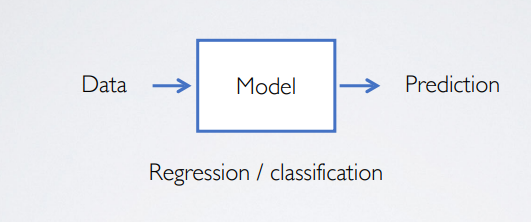 Data Model Prediction
Regression / classification